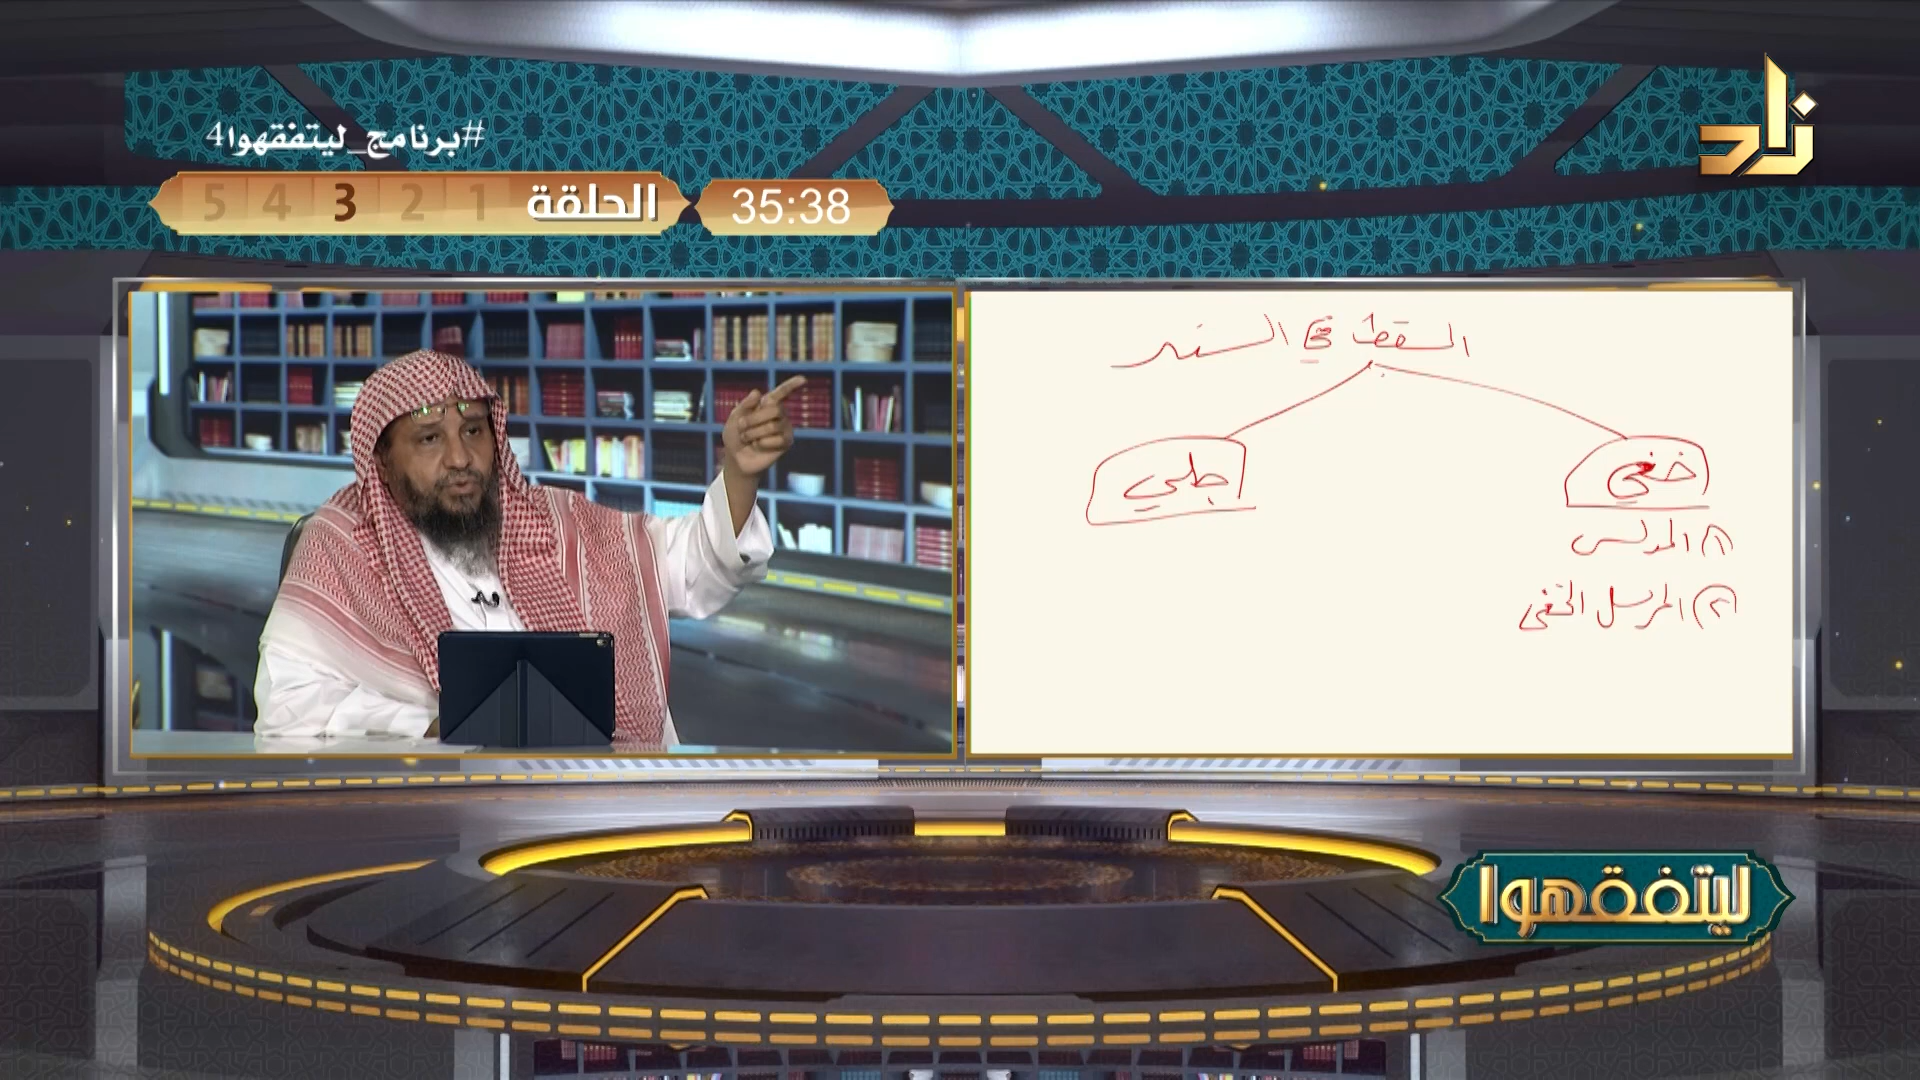 زاد
#برنامج_ليتفقهوا4
الحلقة 1 2 3 4 5
35:38
السقط في السند
خفي
جلي
(١) المدلس
(٢) المرسل الخفي
ليتفقهوا